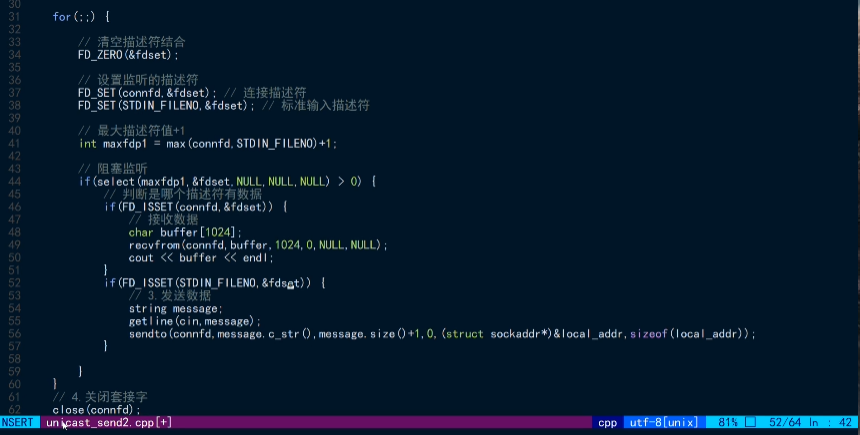 30
31 for(;;) {
32
33 // 清空描述符结合
34 FD_ZERO(&fdset);
35
36 // 设置监听的描述符
37 FD_SET(connfd,&fdset); // 连接描述符
38 FD_SET(STDIN_FILENO,&fdset); // 标准输入描述符
39
40 // 最大描述符值+1
41 int maxfdp1 = max(connfd,STDIN_FILENO)+1;
42
43 // 阻塞监听
44 if(select(maxfdp1,&fdset,NULL,NULL,NULL) > 0) {
45 // 判断是哪个描述符有数据
46 if(FD_ISSET(connfd,&fdset)) {
47 // 接收数据
48 char buffer[1024];
49 recvfrom(connfd,buffer,1024,0,NULL,NULL);
50 cout << buffer << endl;
51 }
52 if(FD_ISSET(STDIN_FILENO,&fdset)) {
53 // 3.发送数据
54 string message;
55 getline(cin,message);
56 sendto(connfd,message.c_str(),message.size()+1,0,(struct sockaddr*)&local_addr,sizeof(local_addr));
57 }
58
59 }
60 }
61 // 4.关闭套接字
62 close(connfd);
NSERT unicast_send2.cpp[+] cpp utf-8[unix] 81% 52/64 ln : 42